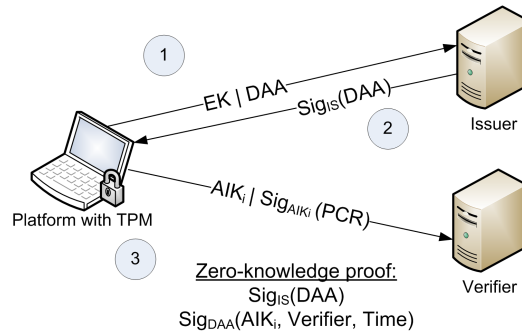 1
EK | DAA
Sig_IS(DAA)
2
Issuer
Platform with TPM
AIK_i | Sig_AIKi (PCR)
3
Verifier
Zero-knowledge proof:
Sig_IS(DAA)
Sig_DAA(AIK_i, Verifier, Time)